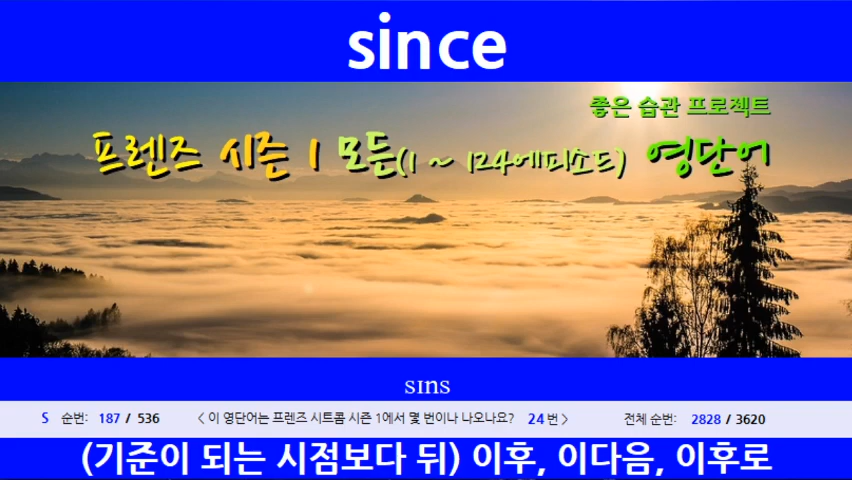 since
좋은 습관 프로젝트
프렌즈 시즌 1 모든(1 ~ 124에피소드) 영단어
sɪns
S 순번: 187 / 536 < 이 영단어는 프렌즈 시트콤 시즌 1에서 몇 번이나 나오나요? 24 번 > 전체 순번: 2828 / 3620
(기준이 되는 시점보다 뒤) 이후, 이다음, 이후로